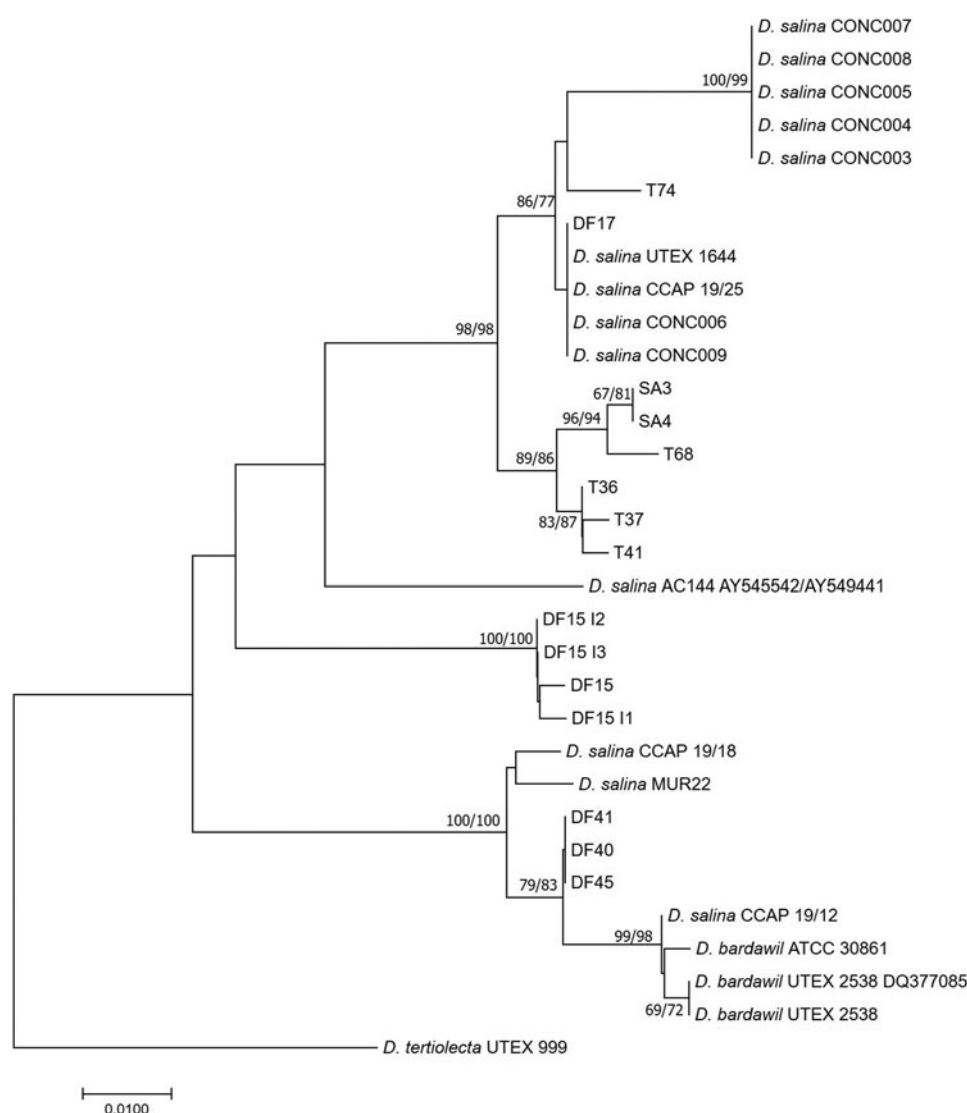 D. salina CONC007
D. salina CONC008
100/99
D. salina CONC005
D. salina CONC004
D. salina CONC003
T74
86/77
DF17
D. salina UTEX 1644
D. salina CCAP 19/25
D. salina CONC006
98/98
D. salina CONC009
SA3
67/81
96/94
SA4
T68
89/86
T36
83/87
T37
T41
D. salina AC144 AY545542/AY549441
DF15 I2
100/100
DF15 I3
DF15
DF15 I1
D. salina CCAP 19/18
D. salina MUR22
100/100
DF41
DF40
79/83
DF45
D. salina CCAP 19/12
99/98
D. bardawil ATCC 30861
D. bardawil UTEX 2538 DQ377085
69/72
D. bardawil UTEX 2538
D. tertiolecta UTEX 999
0.0100